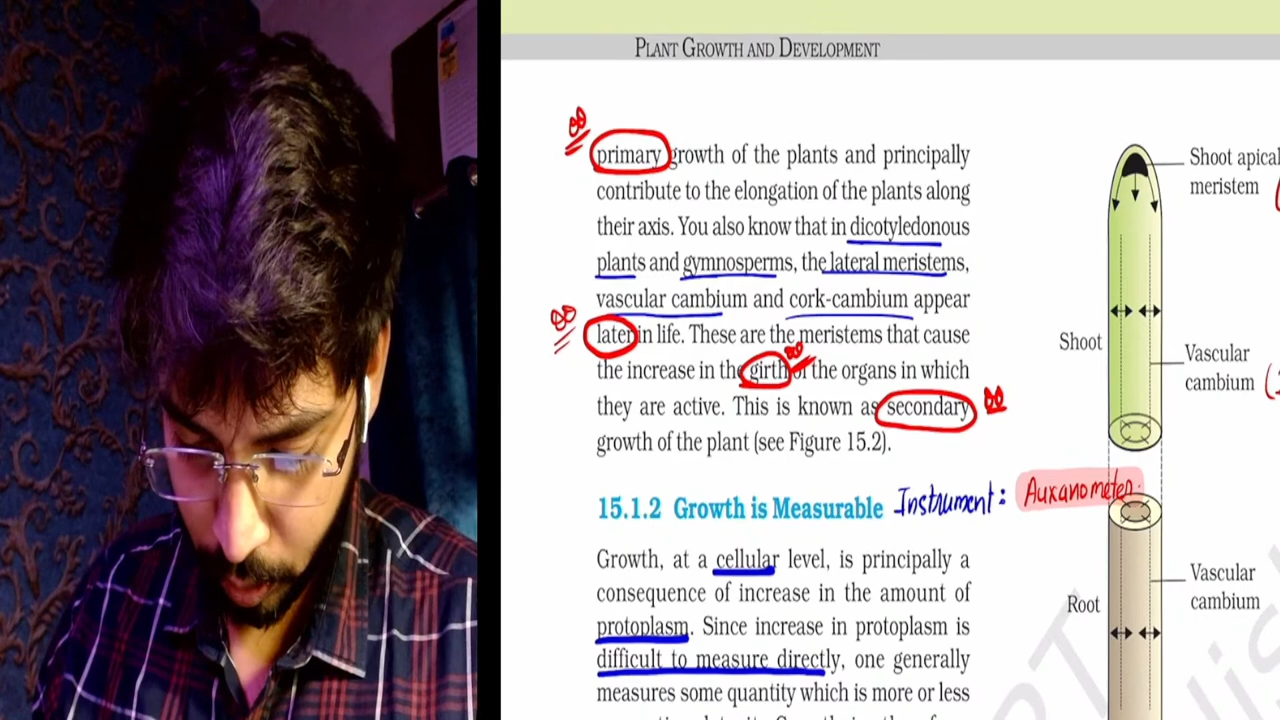 PLANT GROWTH AND DEVELOPMENT
primary growth of the plants and principally
contribute to the elongation of the plants along
their axis. You also know that in dicotyledonous
plants and gymnosperms, the lateral meristems,
vascular cambium and cork-cambium appear
later in life. These are the meristems that cause
the increase in the girth of the organs in which
they are active. This is known as secondary
growth of the plant (see Figure 15.2).
15.1.2 Growth is Measurable Instrument: Auxanometer.
Growth, at a cellular level, is principally a
consequence of increase in the amount of
protoplasm. Since increase in protoplasm is
difficult to measure directly, one generally
measures some quantity which is more or less
Shoot apical
meristem
Shoot
Vascular
cambium
Vascular
cambium
Root